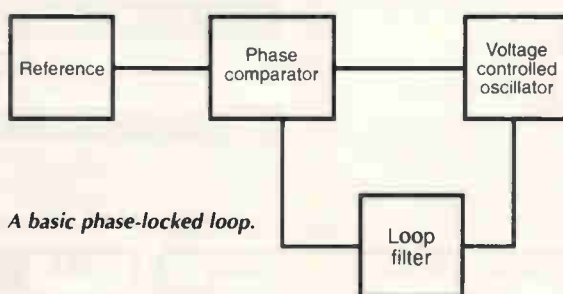 Reference
Phase
comparator
Voltage
controlled
oscillator
A basic phase-locked loop.
Loop
filter